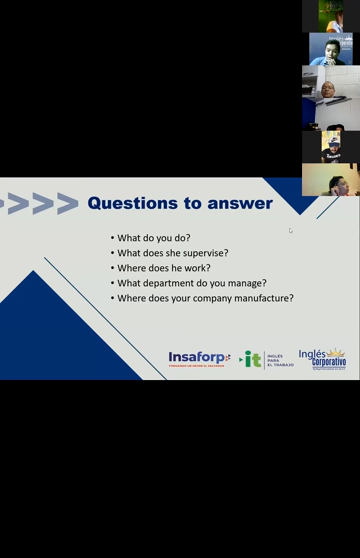 Questions to answer
• What do you do?
• What does she supervise?
• Where does he work?
• What department do you manage?
• Where does your company manufacture?
Insaforp
it
INGLÉS
PARA
EL TRABAJO
Inglés
Corporativo